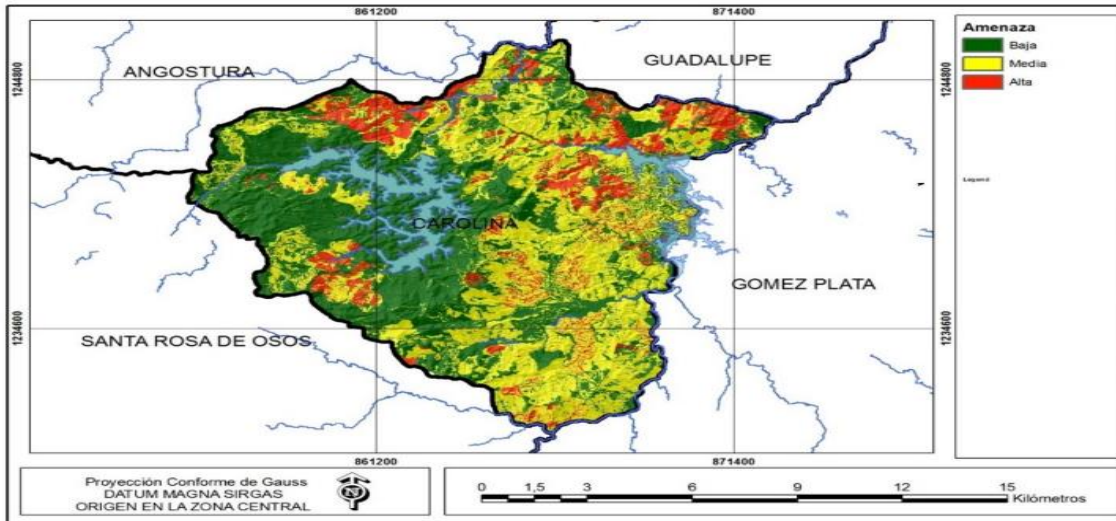 861200
871400
Amenaza
Baja
Media
Alta
Legend
ANGOSTURA
GUADALUPE
1244800
1244800
CAROLINA
GOMEZ PLATA
SANTA ROSA DE OSOS
1234600
1234600
861200
871400
Proyección Conforme de Gauss
DATUM MAGNA SIRGAS
ORIGEN EN LA ZONA CENTRAL
N
0 1,5 3 6 9 12 15
Kilómetros